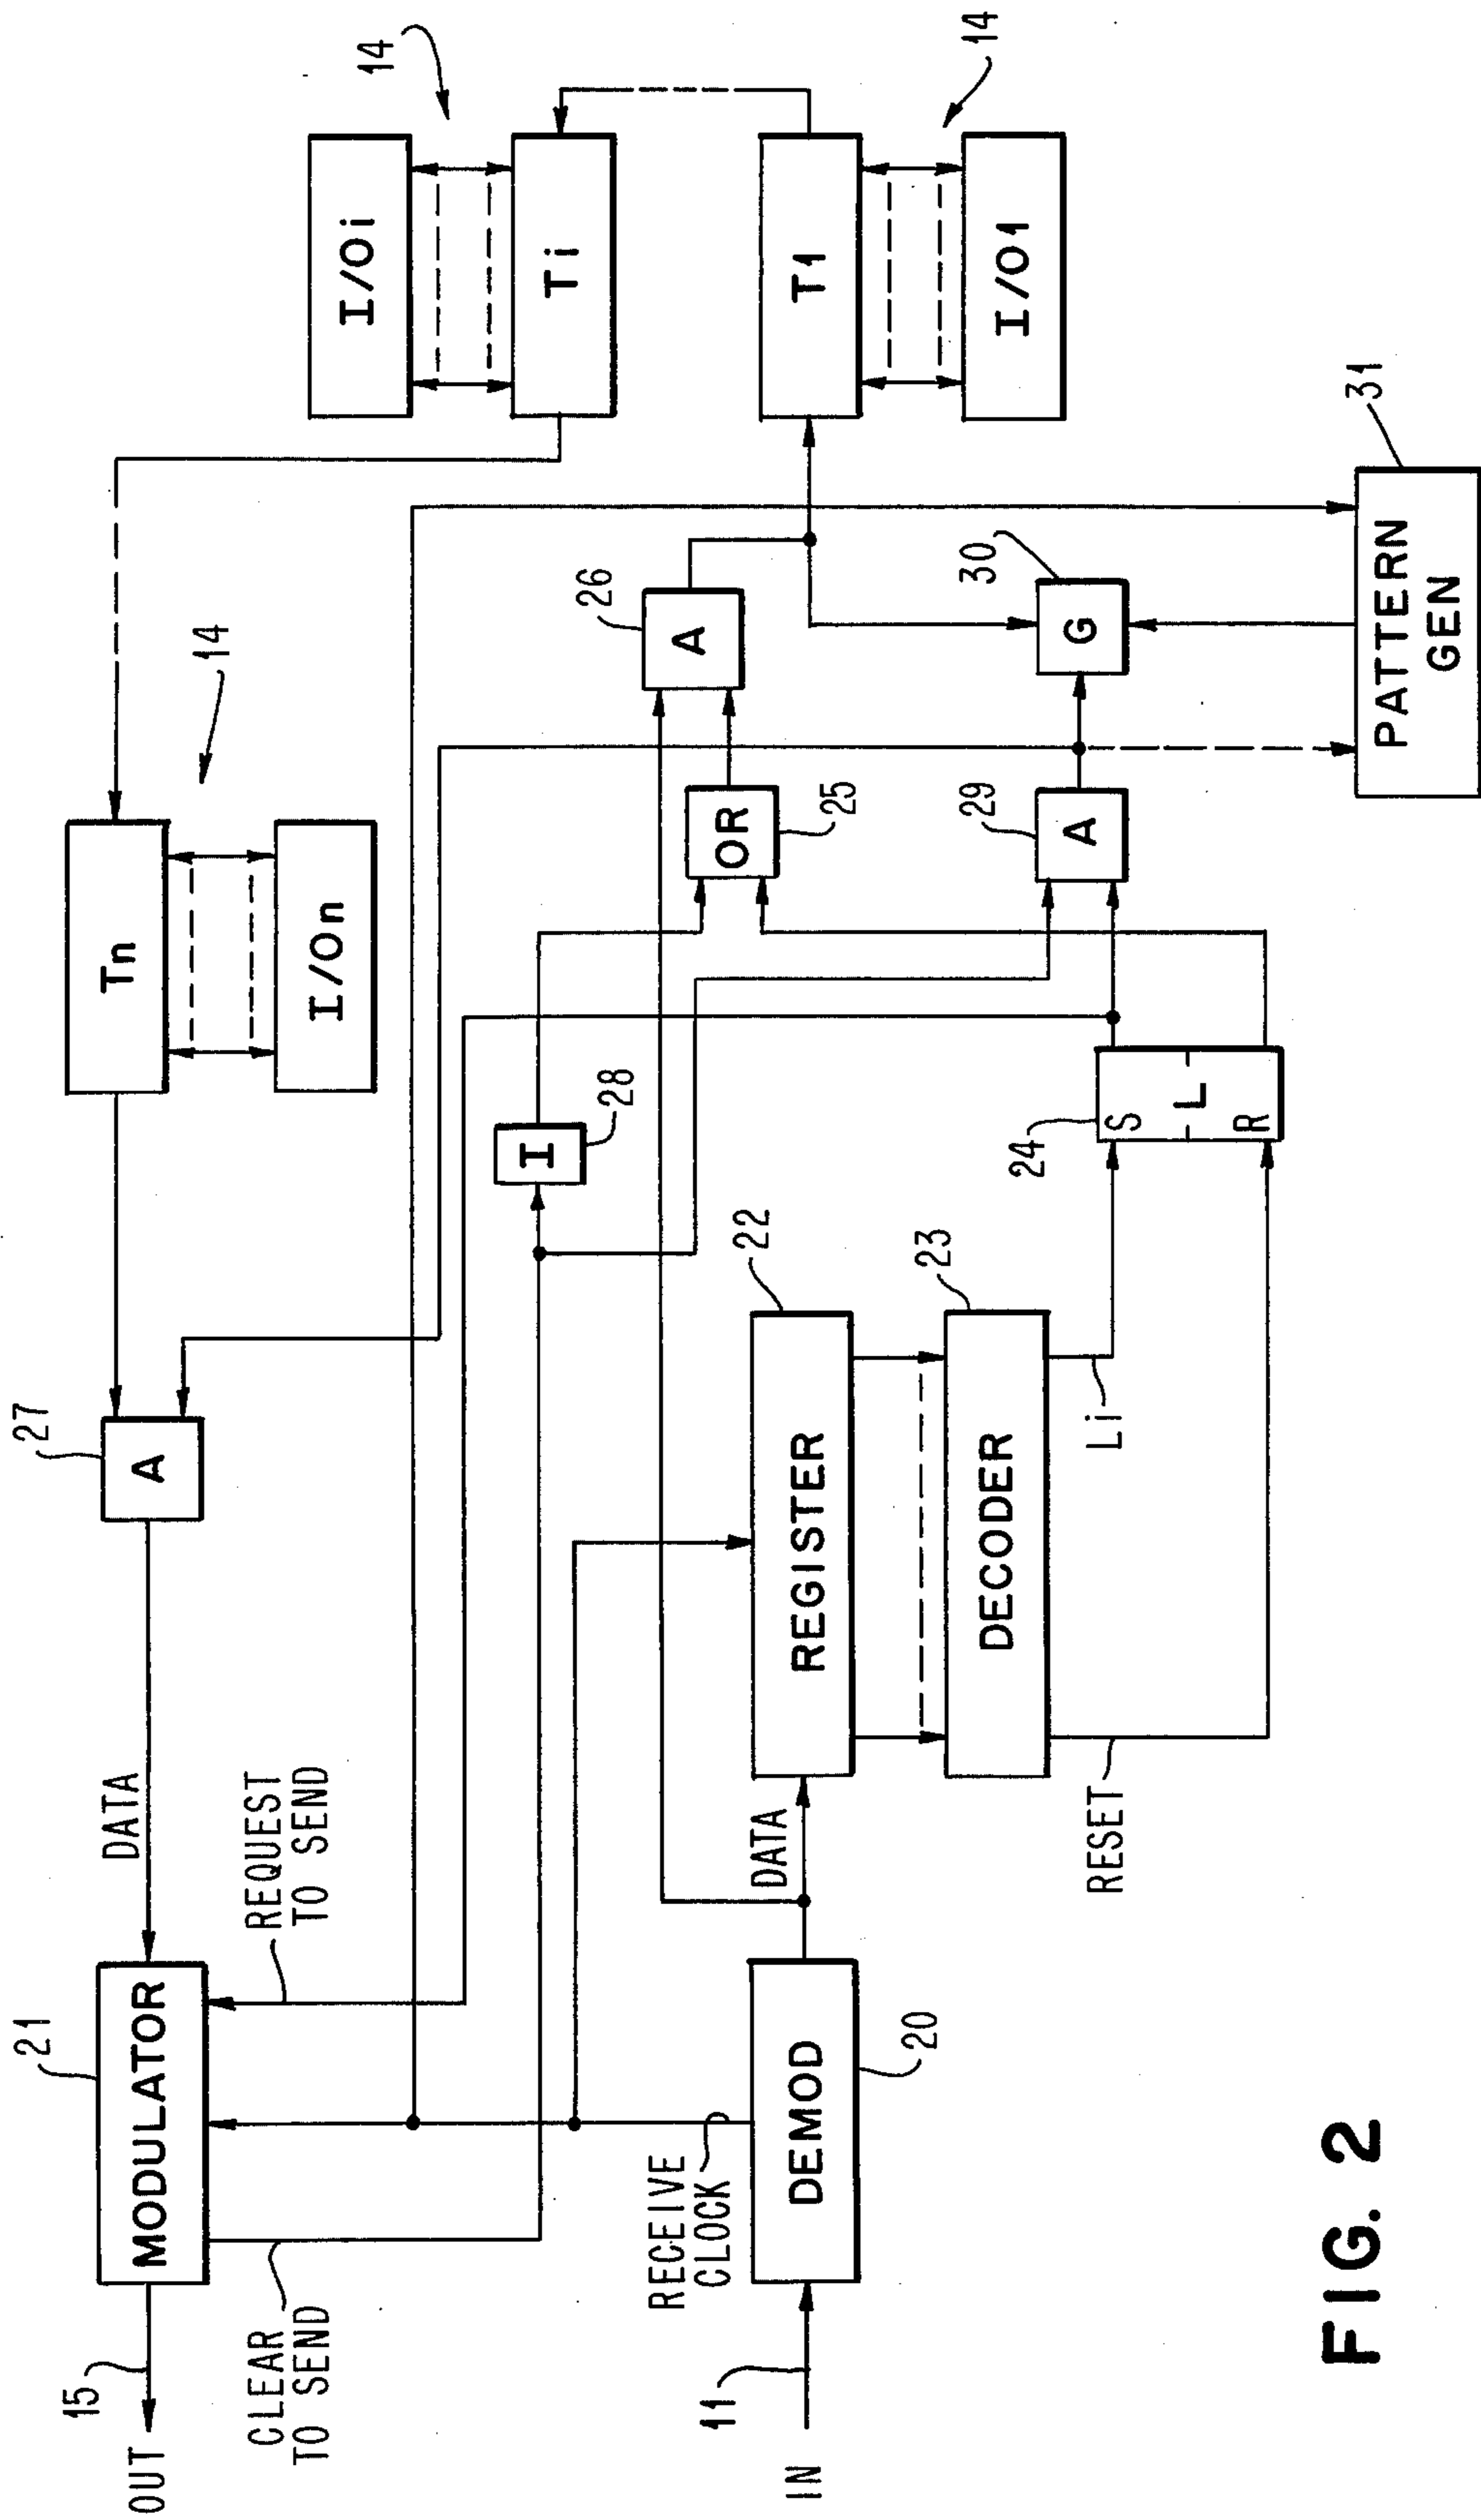 OUT
15
21
MODULATOR
CLEAR
TO SEND
REQUEST
TO SEND
DATA
27
A
Tn
I/On
14
I/Oi
Ti
14
T1
I/O1
14
IN
11
RECEIVE
CLOCK
DEMOD
20
DATA
REGISTER
22
DECODER
23
RESET
Li
I
28
24
S
L
R
OR
25
A
26
A
29
G
30
PATTERN
GEN
31
FIG. 2